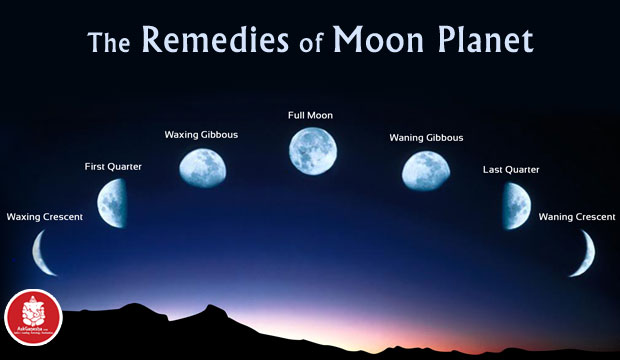 The Remedies of Moon Planet
Full Moon
Waxing Gibbous
Waning Gibbous
First Quarter
Last Quarter
Waxing Crescent
Waning Crescent
AskGanesha